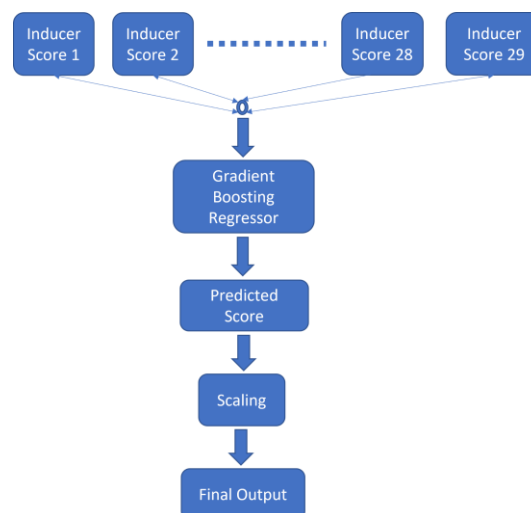 Inducer
Score 1
Inducer
Score 2
Inducer
Score 28
Inducer
Score 29
Gradient
Boosting
Regressor
Predicted
Score
Scaling
Final Output